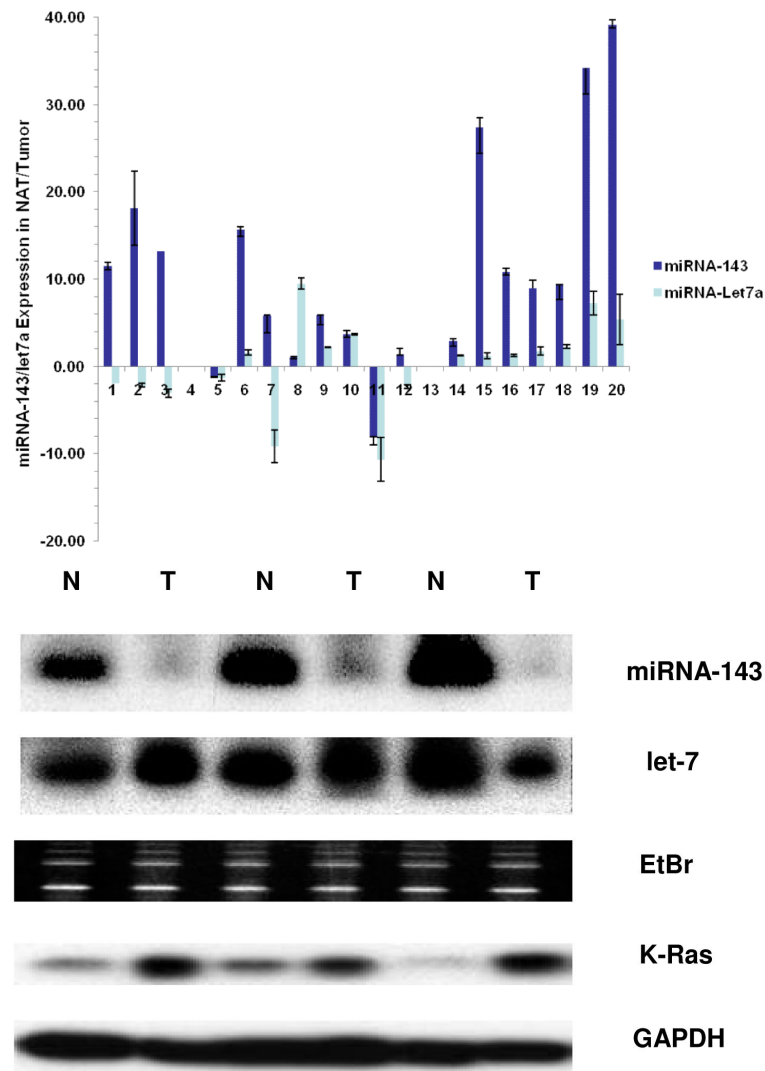 40.00
30.00
20.00
10.00
0.00
-10.00
-20.00
miRNA-143/let7a Expression in NAT/Tumor
1 2 3 4 5 6 7 8 9 10 11 12 13 14 15 16 17 18 19 20
miRNA-143
miRNA-Let7a
N T N T N T
miRNA-143
let-7
EtBr
K-Ras
GAPDH